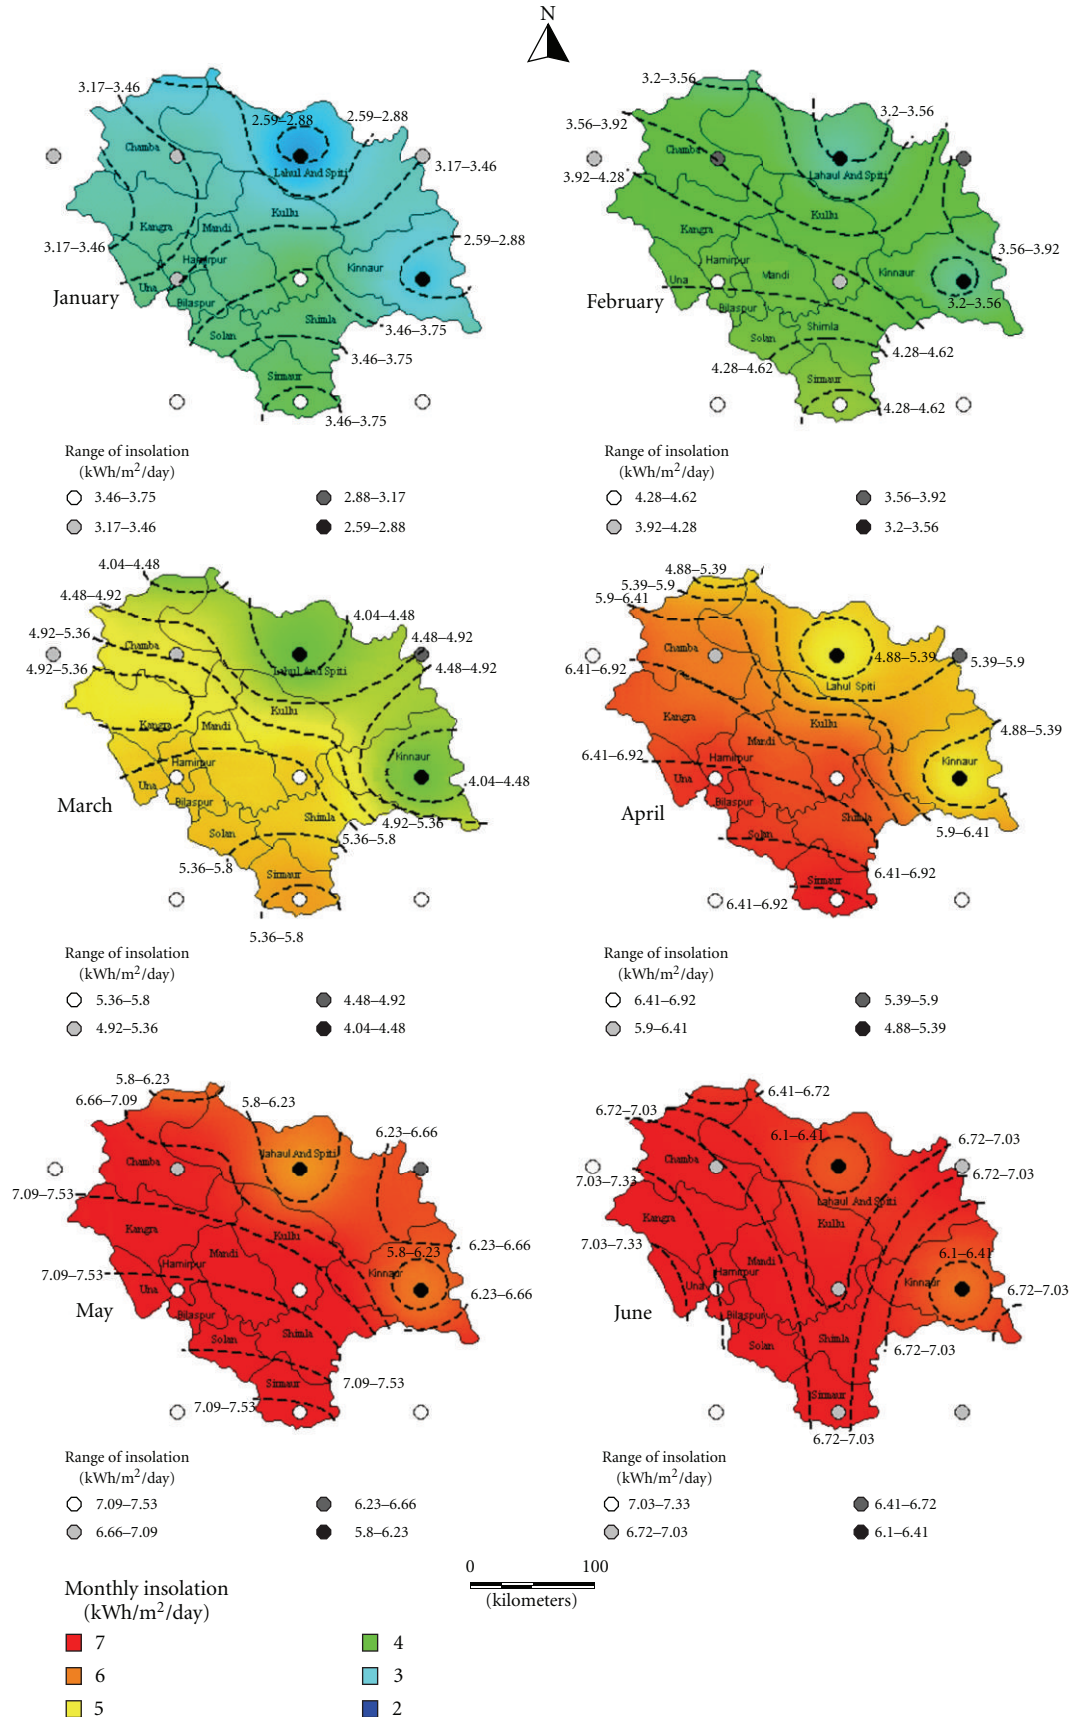 N
3.17–3.46
2.59–2.88
2.59–2.88
Chamba
3.17–3.46
Lahul And Spiti
Kullu
Kangra
Mandi
3.17–3.46
2.59–2.88
Hamirpur
Kinnaur
Una
January
Bilaspur
Shimla
3.46–3.75
Solan
3.46–3.75
Sirmaur
3.46–3.75
Range of insolation
(kWh/m²/day)
3.46–3.75
2.88–3.17
3.17–3.46
2.59–2.88
3.2–3.56
3.2–3.56
3.56–3.92
Chamba
3.92–4.28
Lahaul And Spiti
Kullu
Kangra
3.56–3.92
Hamirpur
Mandi
Kinnaur
Una
February
3.2–3.56
Bilaspur
Shimla
Solan
4.28–4.62
4.28–4.62
Sirmaur
4.28–4.62
Range of insolation
(kWh/m²/day)
4.28–4.62
3.56–3.92
3.92–4.28
3.2–3.56
4.04–4.48
4.48–4.92
4.04–4.48
4.92–5.36
4.48–4.92
Chamba
4.92–5.36
Lahul And Spiti
4.48–4.92
Kullu
Kangra
Mandi
Kinnaur
Hamirpur
4.04–4.48
Una
March
Bilaspur
Shimla
4.92–5.36
Solan
5.36–5.8
5.36–5.8
Sirmaur
5.36–5.8
Range of insolation
(kWh/m²/day)
5.36–5.8
4.48–4.92
4.92–5.36
4.04–4.48
4.88–5.39
5.39–5.9
5.9–6.41
Chamba
4.88–5.39
5.39–5.9
6.41–6.92
Lahul Spiti
Kangra
Kullu
4.88–5.39
Mandi
6.41–6.92
Hamirpur
Kinnaur
Una
Bilaspur
April
Shimla
5.9–6.41
Solan
6.41–6.92
Sirmaur
6.41–6.92
Range of insolation
(kWh/m²/day)
6.41–6.92
5.39–5.9
5.9–6.41
4.88–5.39
5.8–6.23
6.66–7.09
5.8–6.23
6.23–6.66
Lahaul And Spiti
Chamba
7.09–7.53
Kangra
Kullu
Mandi
6.23–6.66
5.8–6.23
Hamirpur
7.09–7.53
Kinnaur
Una
6.23–6.66
May
Bilaspur
Solan
Shimla
7.09–7.53
Sirmaur
7.09–7.53
Range of insolation
(kWh/m²/day)
7.09–7.53
6.23–6.66
6.66–7.09
5.8–6.23
6.41–6.72
6.72–7.03
6.1–6.41
6.72–7.03
Chamba
7.03–7.33
6.72–7.03
Lahaul And Spiti
Kangra
Kullu
7.03–7.33
6.1–6.41
Mandi
Hamirpur
Una
Kinnaur
6.72–7.03
June
Bilaspur
Solan
Shimla
6.72–7.03
Sirmaur
6.72–7.03
Range of insolation
(kWh/m²/day)
7.03–7.33
6.41–6.72
6.72–7.03
6.1–6.41
0 100
(kilometers)
Monthly insolation
(kWh/m²/day)
7
4
6
3
5
2